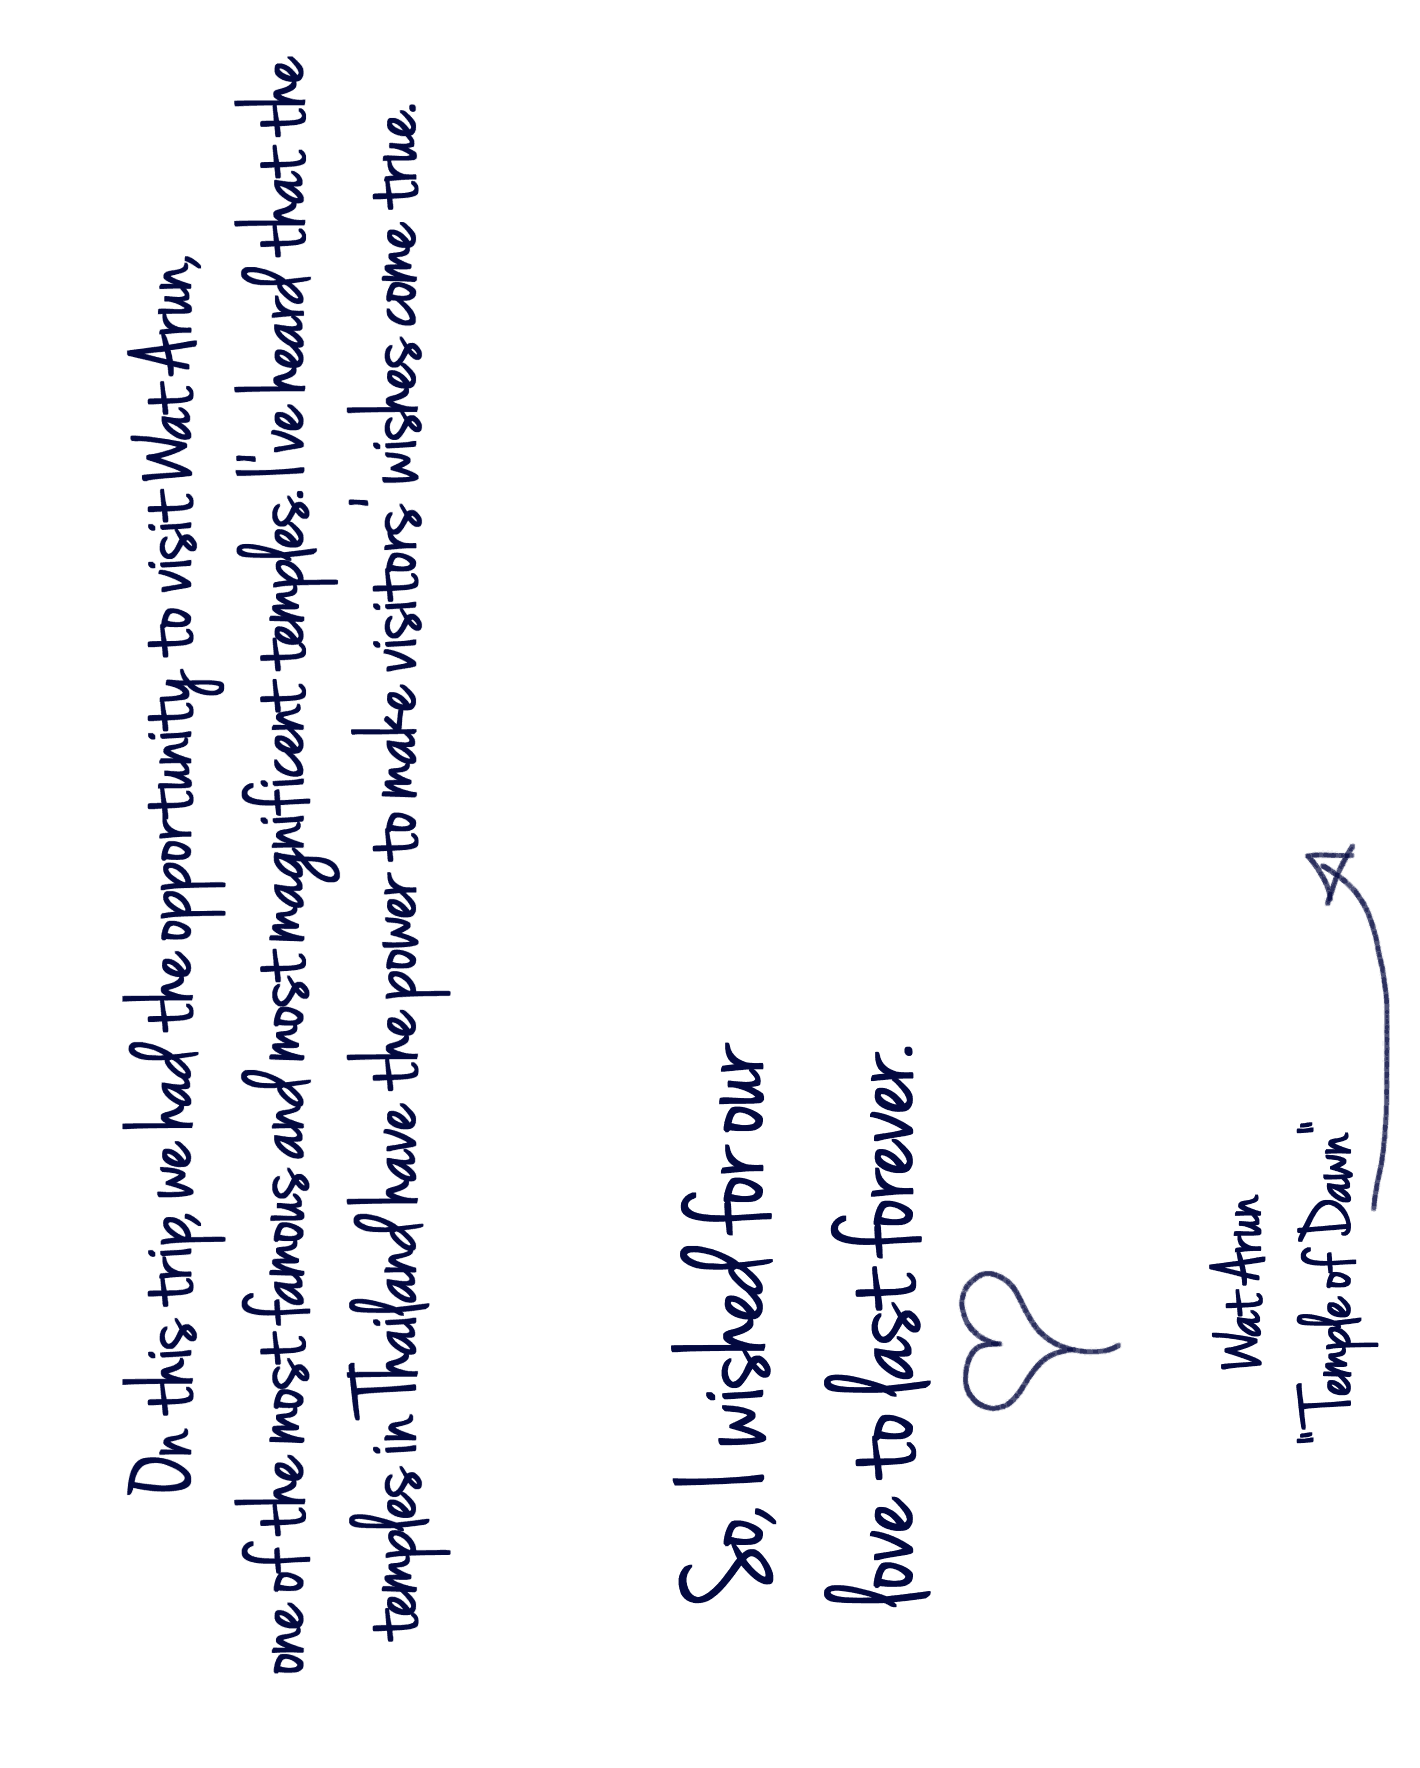 On this trip, we had the opportunity to visit Wat Arun,
one of the most famous and most magnificent temples. I've heard that the
temples in Thailand have the power to make visitors' wishes come true.
So, I wished for our
love to last forever.
Wat Arun
"Temple of Dawn"